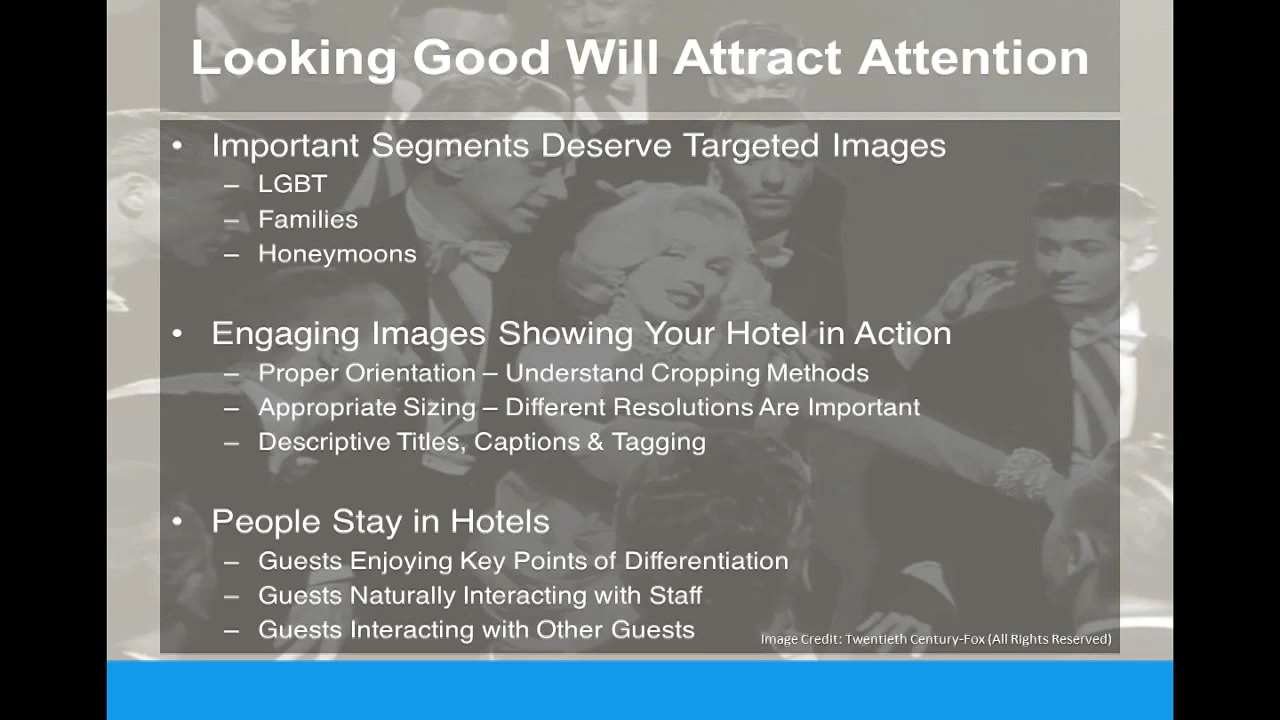 Looking Good Will Attract Attention
• Important Segments Deserve Targeted Images
– LGBT
– Families
– Honeymoons
• Engaging Images Showing Your Hotel in Action
– Proper Orientation – Understand Cropping Methods
– Appropriate Sizing – Different Resolutions Are Important
– Descriptive Titles, Captions & Tagging
• People Stay in Hotels
– Guests Enjoying Key Points of Differentiation
– Guests Naturally Interacting with Staff
– Guests Interacting with Other Guests
Image Credit: Twentieth Century-Fox (All Rights Reserved)